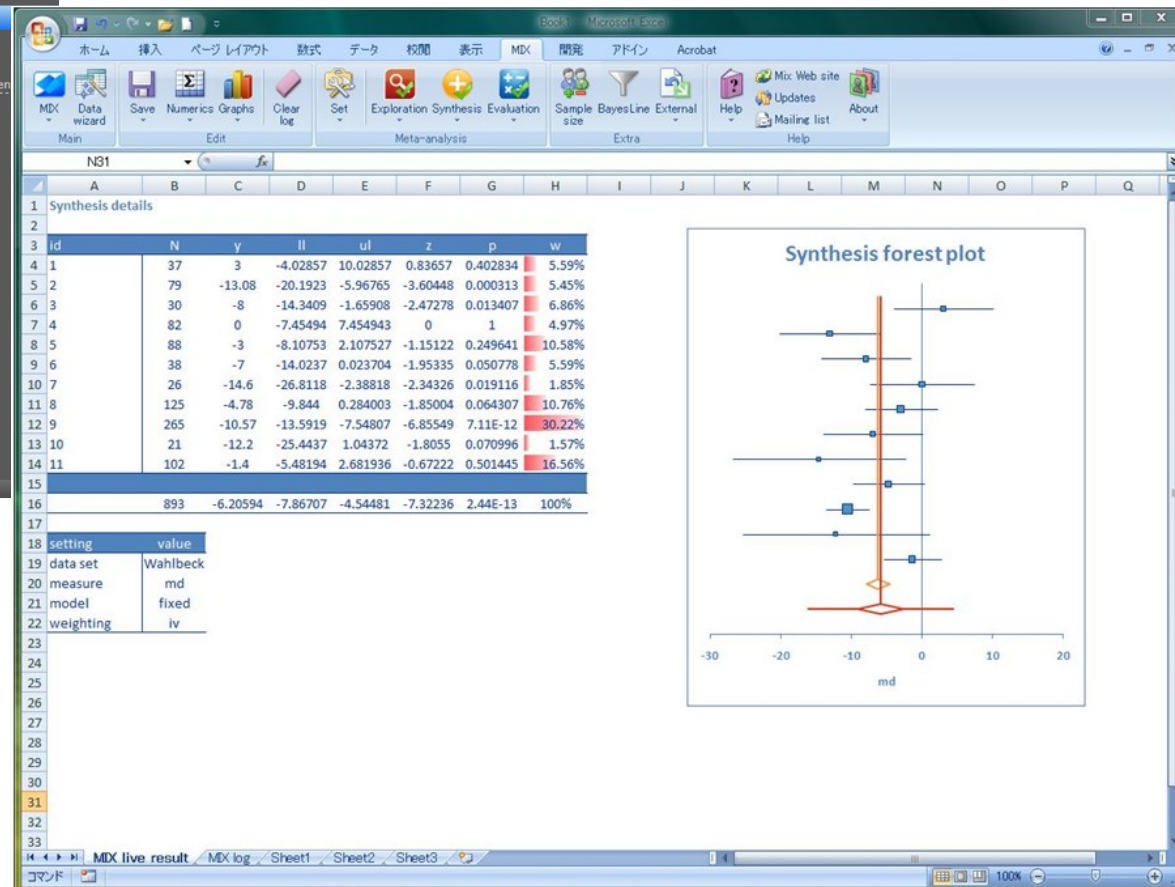 en
Book1 - Microsoft Excel
ホーム 挿入 ページ レイアウト 数式 データ 校閲 表示 MIX 開発 アドイン Acrobat
MIX Data wizard Save Numerics Graphs Clear log Set Exploration Synthesis Evaluation Sample size BayesLine External Help Mix Web site Updates Mailing list About
Main Edit Meta-analysis Extra Help
N31 fx
A B C D E F G H I J K L M N O P Q
1 Synthesis details
2
3 id N y ll ul z p w
4 1 37 3 -4.02857 10.02857 0.83657 0.402834 5.59%
5 2 79 -13.08 -20.1923 -5.96765 -3.60448 0.000313 5.45%
6 3 30 -8 -14.3409 -1.65908 -2.47278 0.013407 6.86%
7 4 82 0 -7.45494 7.454943 0 1 4.97%
8 5 88 -3 -8.10753 2.107527 -1.15122 0.249641 10.58%
9 6 38 -7 -14.0237 0.023704 -1.95335 0.050778 5.59%
10 7 26 -14.6 -26.8118 -2.38818 -2.34326 0.019116 1.85%
11 8 125 -4.78 -9.844 0.284003 -1.85004 0.064307 10.76%
12 9 265 -10.57 -13.5919 -7.54807 -6.85549 7.11E-12 30.22%
13 10 21 -12.2 -25.4437 1.04372 -1.8055 0.070996 1.57%
14 11 102 -1.4 -5.48194 2.681936 -0.67222 0.501445 16.56%
15
16 893 -6.20594 -7.86707 -4.54481 -7.32236 2.44E-13 100%
17
18 setting value
19 data set Wahlbeck
20 measure md
21 model fixed
22 weighting iv
23
24
25
26
27
28
29
30
31
32
33
Synthesis forest plot
-30 -20 -10 0 10 20
md
MIX live result MIX log Sheet1 Sheet2 Sheet3
コマンド 100%